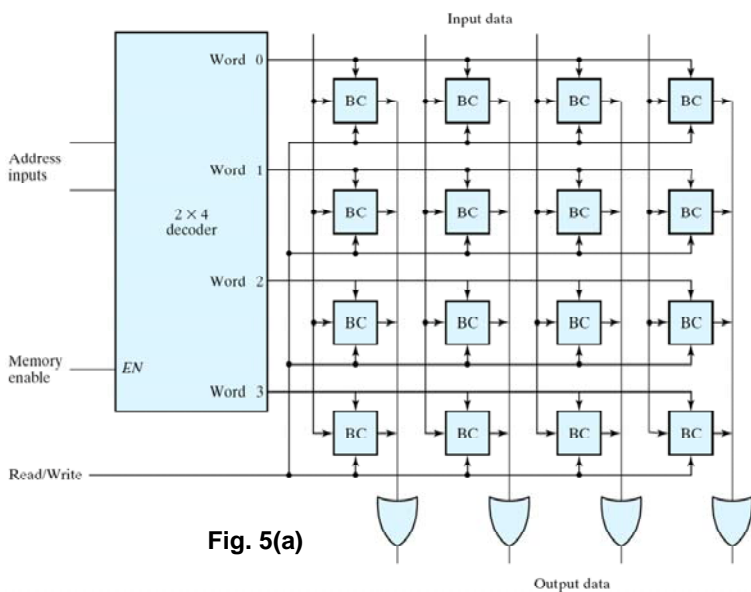 Input data
Word 0
BC BC BC BC
Address
inputs
Word 1
2 × 4
decoder
BC BC BC BC
Word 2
BC BC BC BC
Memory
enable
EN
Word 3
BC BC BC BC
Read/Write
Fig. 5(a)
Output data